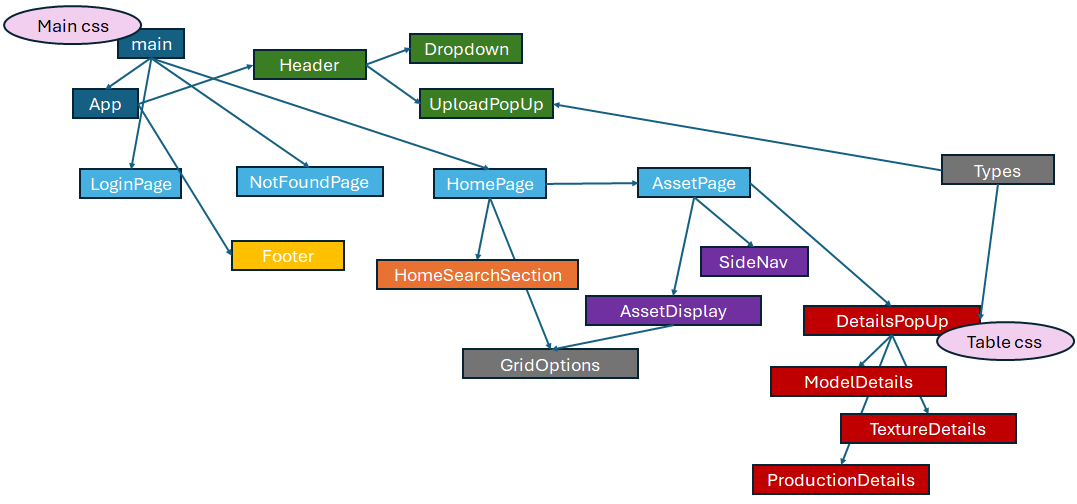 Main css
main
Header
Dropdown
App
UploadPopUp
LoginPage
NotFoundPage
HomePage
AssetPage
Types
Footer
HomeSearchSection
SideNav
AssetDisplay
DetailsPopUp
Table css
GridOptions
ModelDetails
TextureDetails
ProductionDetails